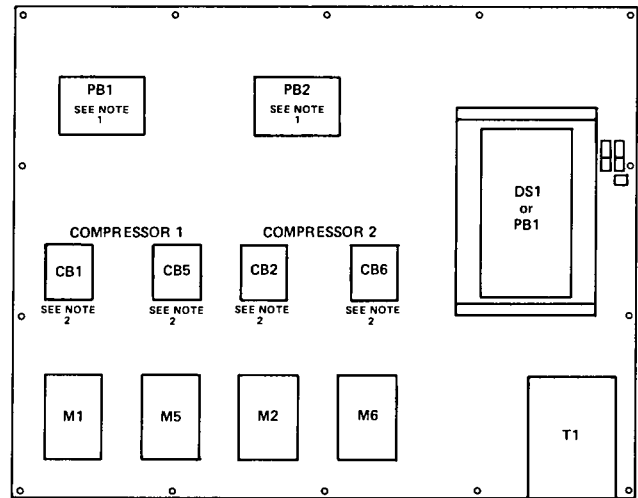 PB1
SEE NOTE
1
PB2
SEE NOTE
1
DS1
or
PB1
COMPRESSOR 1
COMPRESSOR 2
CB1
CB5
CB2
CB6
SEE NOTE
2
SEE NOTE
2
SEE NOTE
2
SEE NOTE
2
M1
M5
M2
M6
T1